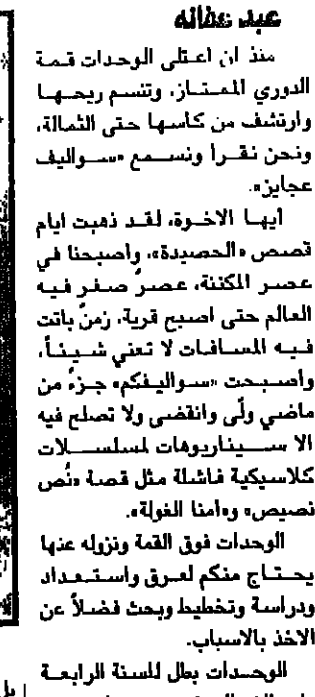 عبد عفانه
منذ ان اعتلى الوحدات قمة
الدوري الممتاز، وتنسم ريحها
وارتشف من كاسها حتى الثمالة،
ونحن نقرا ونسمع «سواليف
عجايز».
ايها الاخوة، لقد ذهبت ايام
قصص «الحصيدة»، واصبحنا في
عصر المكننة، عصرٌ صغر فيه
العالم حتى اصبح قرية، زمنٌ باتت
فيه المسافات لا تعني شيئاً،
واصبحت «سواليفكم» جزءٌ من
ماضي ولّى وانقضى ولا تصلح فيه
الا سيناريوهات لمسلسلات
كلاسيكية فاشلة مثل قصة «نُص
نصيص» و«امنا الغولة».
الوحدات فوق القمة ونزوله عنها
يحتاج منكم لعرق واستعداد
ودراسة وتخطيط وبحث فضلاً عن
الاخذ بالاسباب.
الوحدات بطل للسنة الرابعة